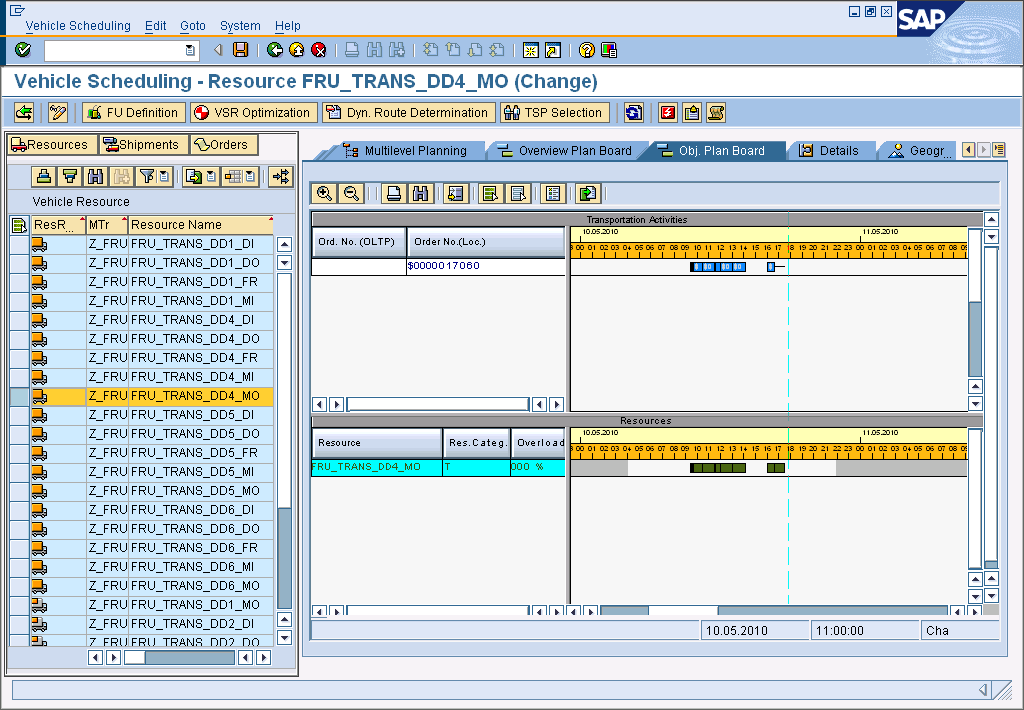 Vehicle Scheduling Edit Goto System Help
SAP
Vehicle Scheduling - Resource FRU_TRANS_DD4_MO (Change)
FU Definition VSR Optimization Dyn. Route Determination TSP Selection
Resources Shipments Orders
Multilevel Planning Overview Plan Board Obj. Plan Board Details Geogr...
Vehicle Resource
ResR... MTr Resource Name
Z_FRU FRU_TRANS_DD1_DI
Z_FRU FRU_TRANS_DD1_DO
Z_FRU FRU_TRANS_DD1_FR
Z_FRU FRU_TRANS_DD1_MI
Z_FRU FRU_TRANS_DD4_DI
Z_FRU FRU_TRANS_DD4_DO
Z_FRU FRU_TRANS_DD4_FR
Z_FRU FRU_TRANS_DD4_MI
Z_FRU FRU_TRANS_DD4_MO
Z_FRU FRU_TRANS_DD5_DI
Z_FRU FRU_TRANS_DD5_DO
Z_FRU FRU_TRANS_DD5_FR
Z_FRU FRU_TRANS_DD5_MI
Z_FRU FRU_TRANS_DD5_MO
Z_FRU FRU_TRANS_DD6_DI
Z_FRU FRU_TRANS_DD6_DO
Z_FRU FRU_TRANS_DD6_FR
Z_FRU FRU_TRANS_DD6_MI
Z_FRU FRU_TRANS_DD6_MO
Z_FRU FRU_TRANS_DD1_MO
Z_FRU FRU_TRANS_DD2_DI
Z_FRU FRU_TRANS_DD2_DO
Transportation Activities
Ord. No. (OLTP) Order No.(Loc.)
10.05.2010 11.05.2010
00 01 02 03 04 05 06 07 08 09 10 11 12 13 14 15 16 17 18 19 20 21 22 23 00 01 02 03 04 05 06 07 08 09
$0000017060
Resources
Resource Res.Categ. Overload
10.05.2010 11.05.2010
00 01 02 03 04 05 06 07 08 09 10 11 12 13 14 15 16 17 18 19 20 21 22 23 00 01 02 03 04 05 06 07 08 09
FRU_TRANS_DD4_MO T 000 %
10.05.2010 11:00:00 Cha